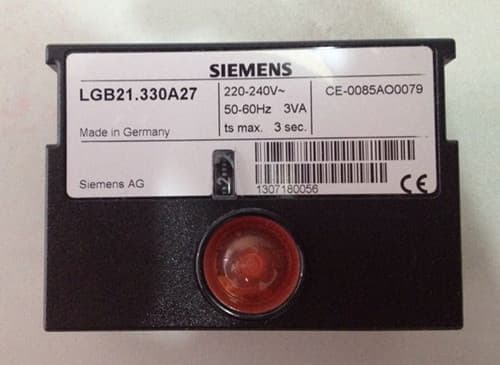 SIEMENS
LGB21.330A27
220-240V~
50-60Hz 3VA
ts max. 3 sec.
CE-0085AO0079
Made in Germany
Siemens AG
1307180056
CE